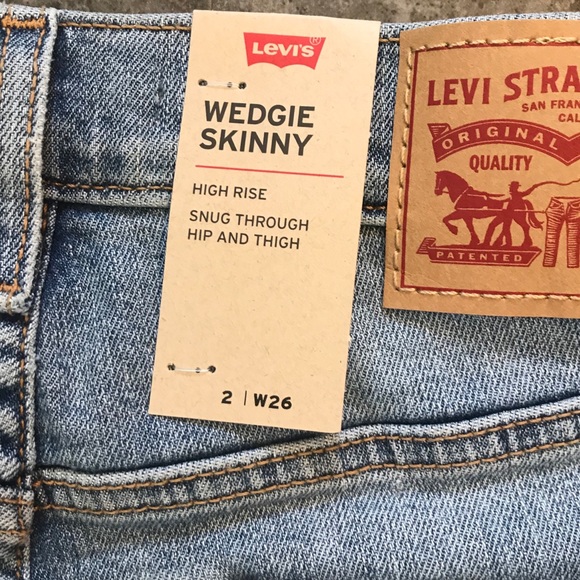 Levi's
WEDGIE
SKINNY
HIGH RISE
SNUG THROUGH
HIP AND THIGH
2 | W26
LEVI STRA
SAN FRAN
CAL
ORIGINAL
QUALITY
PATENTED